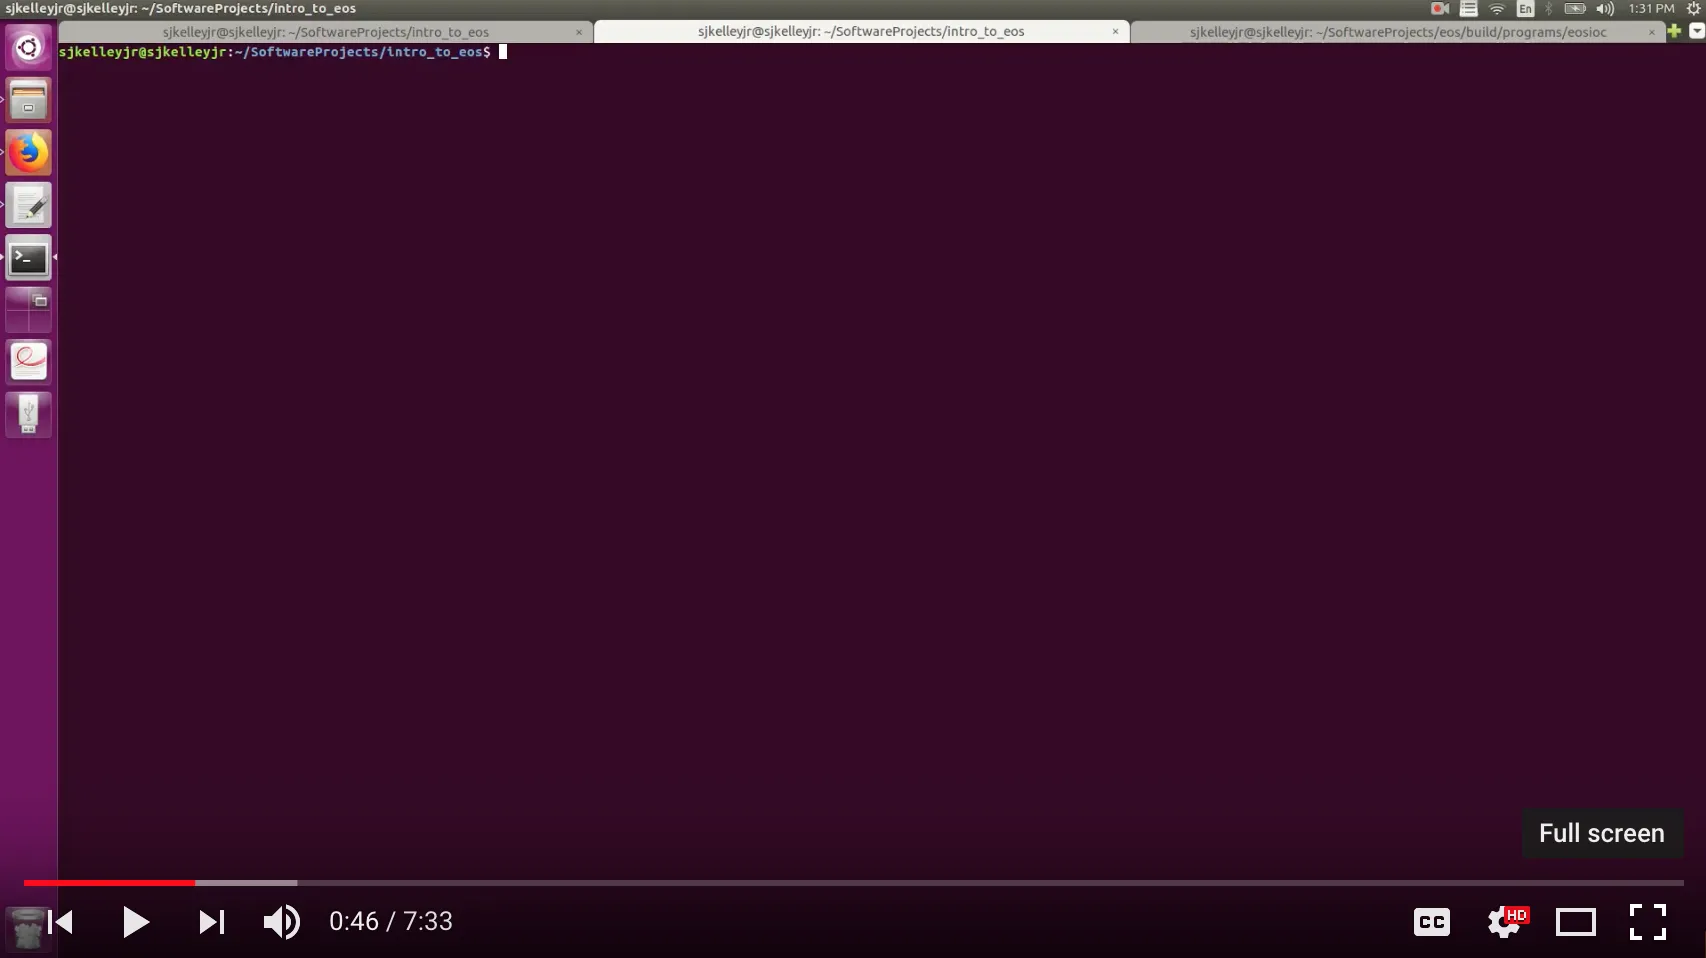 sjkelleyjr@sjkelleyjr: ~/SoftwareProjects/intro_to_eos
En
1:31 PM
sjkelleyjr@sjkelleyjr: ~/SoftwareProjects/intro_to_eos ×
sjkelleyjr@sjkelleyjr: ~/SoftwareProjects/intro_to_eos ×
sjkelleyjr@sjkelleyjr: ~/SoftwareProjects/eos/build/programs/eosioc ×
sjkelleyjr@sjkelleyjr:~/SoftwareProjects/intro_to_eos$
>_
Full screen
0:46 / 7:33
CC
HD